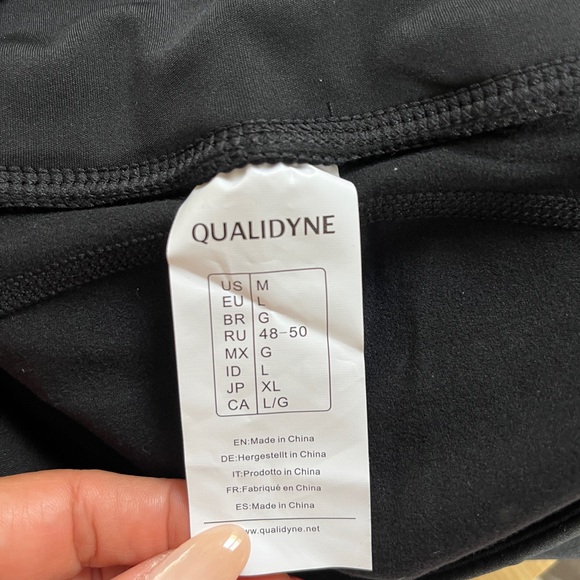 QUALIDYNE
US M
EU L
BR G
RU 48-50
MX G
ID L
JP XL
CA L/G
EN:Made in China
DE:Hergestellt in China
IT:Prodotto in China
FR:Fabriqué en China
ES:Made in China
www.qualidyne.net